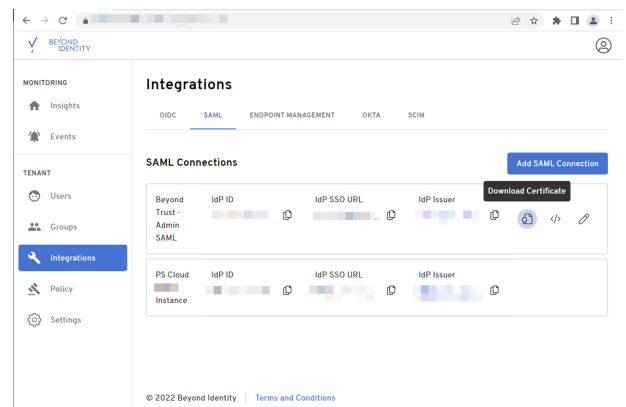 BEYOND
IDENTITY
MONITORING
Insights
Events
TENANT
Users
Groups
Integrations
Policy
Settings
Integrations
OIDC SAML ENDPOINT MANAGEMENT OKTA SCIM
SAML Connections
Add SAML Connection
Download Certificate
Beyond
Trust -
Admin
SAML
IdP ID IdP SSO URL IdP Issuer
..
</>
PS Cloud
Instance
IdP ID IdP SSO URL IdP Issuer
© 2022 Beyond Identity Terms and Conditions